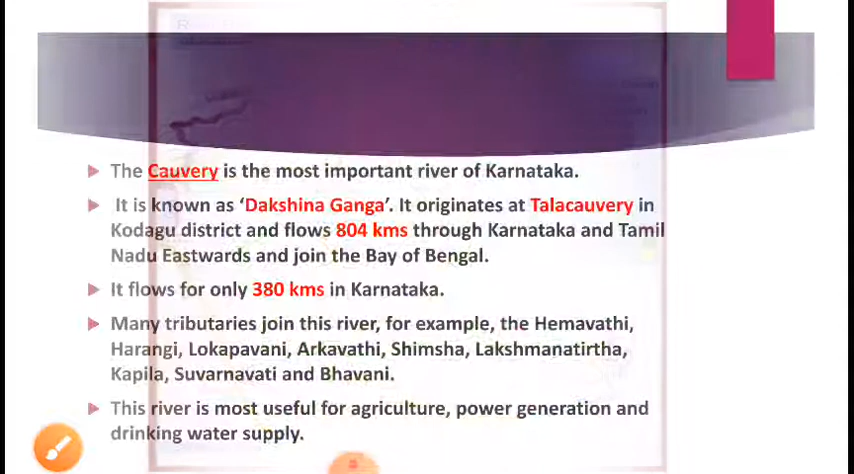 The Cauvery is the most important river of Karnataka.
It is known as ‘Dakshina Ganga’. It originates at Talacauvery in
Kodagu district and flows 804 kms through Karnataka and Tamil
Nadu Eastwards and join the Bay of Bengal.
It flows for only 380 kms in Karnataka.
Many tributaries join this river, for example, the Hemavathi,
Harangi, Lokapavani, Arkavathi, Shimsha, Lakshmanatirtha,
Kapila, Suvarnavati and Bhavani.
This river is most useful for agriculture, power generation and
drinking water supply.